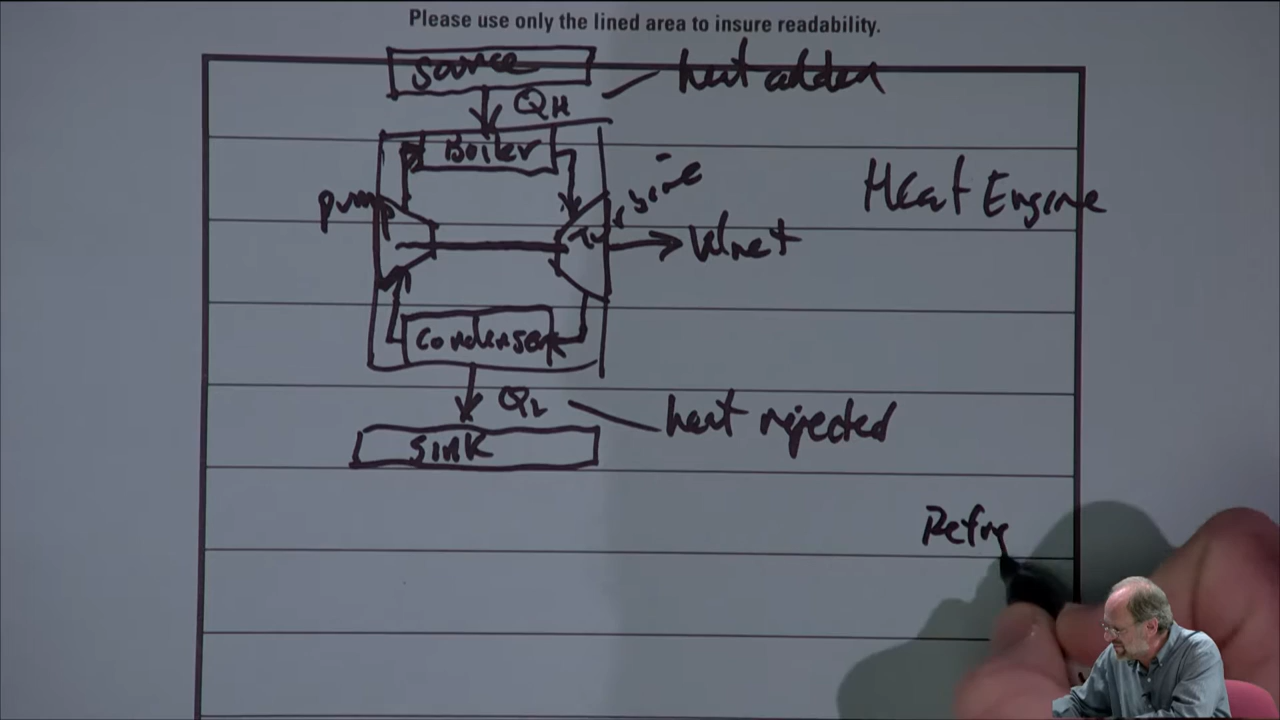 Please use only the lined area to insure readability.
Source
heat added
QH
Boiler
Heat Engine
pump
Turbine
Wnet
Condenser
QL
heat rejected
Sink
Refr